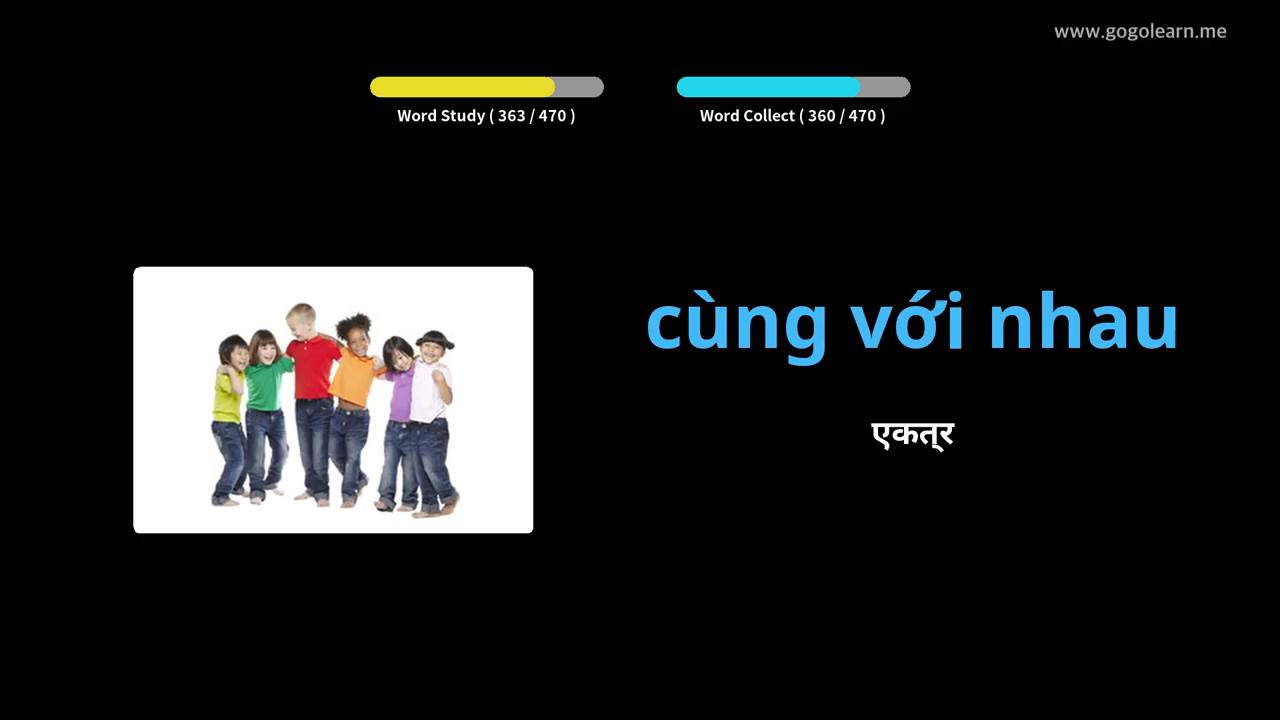 www.gogolearn.me
Word Study ( 363 / 470 )
Word Collect ( 360 / 470 )
cùng với nhau
एकत्र